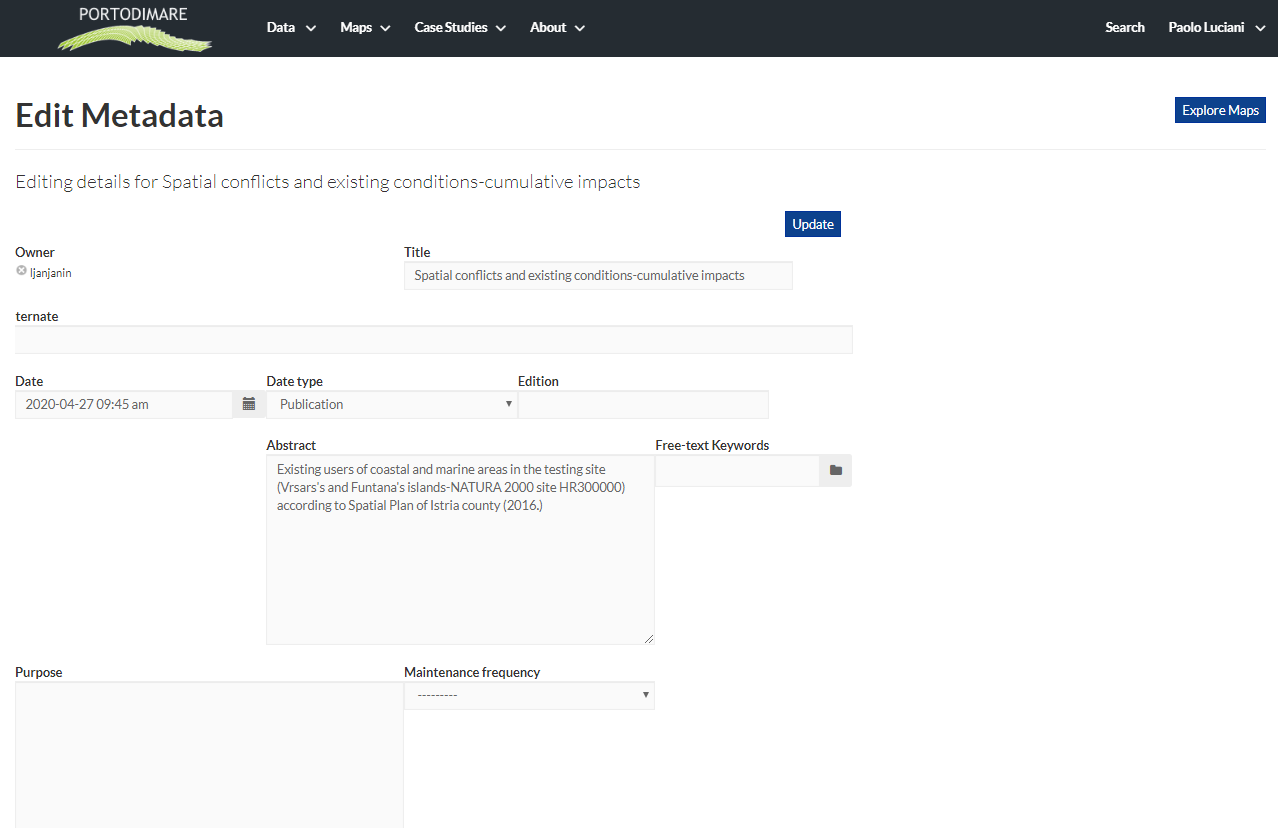 PORTODIMARE
Data Maps Case Studies About Search Paolo Luciani
Edit Metadata
Explore Maps
Editing details for Spatial conflicts and existing conditions-cumulative impacts
Update
Owner Title
ljanjanin Spatial conflicts and existing conditions-cumulative impacts
ternate
Date Date type Edition
2020-04-27 09:45 am Publication
Abstract Free-text Keywords
Existing users of coastal and marine areas in the testing site
(Vrsars's and Funtana's islands-NATURA 2000 site HR300000)
according to Spatial Plan of Istria county (2016.)
Purpose Maintenance frequency
---------